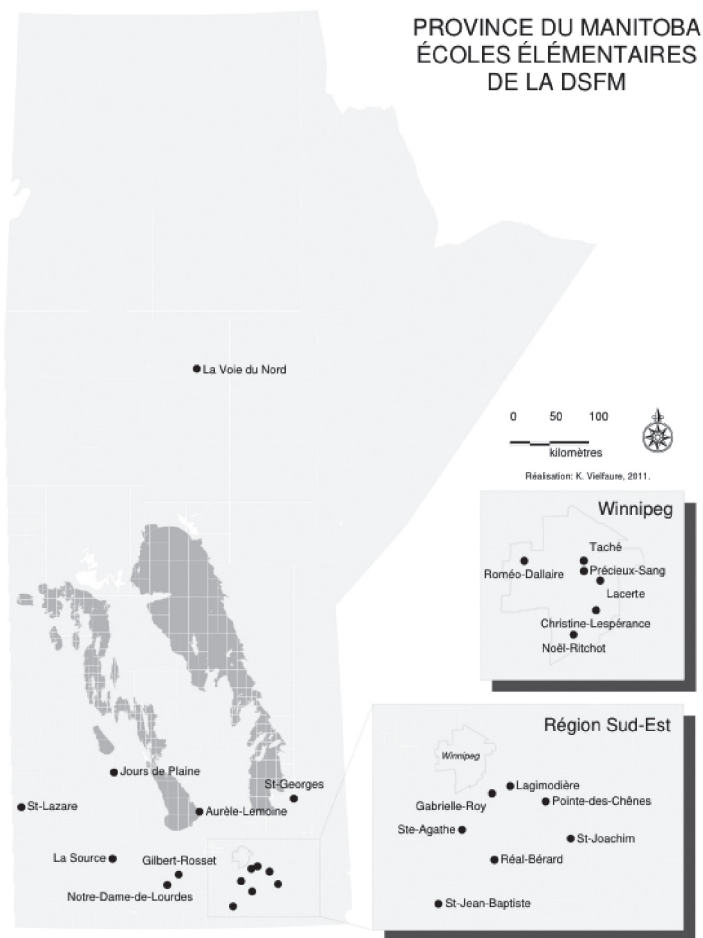 PROVINCE DU MANITOBA
ÉCOLES ÉLÉMENTAIRES
DE LA DSFM
La Voie du Nord
0 50 100
kilomètres
Réalisation: K. Vielfaure, 2011.
Winnipeg
Taché
Roméo-Dallaire
Précieux-Sang
Lacerte
Christine-Lespérance
Noël-Ritchot
Région Sud-Est
Winnipeg
Lagimodière
Gabrielle-Roy
Pointe-des-Chênes
Ste-Agathe
St-Joachim
Réal-Bérard
St-Jean-Baptiste
Jours de Plaine
St-Georges
St-Lazare
Aurèle-Lemoine
La Source
Gilbert-Rosset
Notre-Dame-de-Lourdes